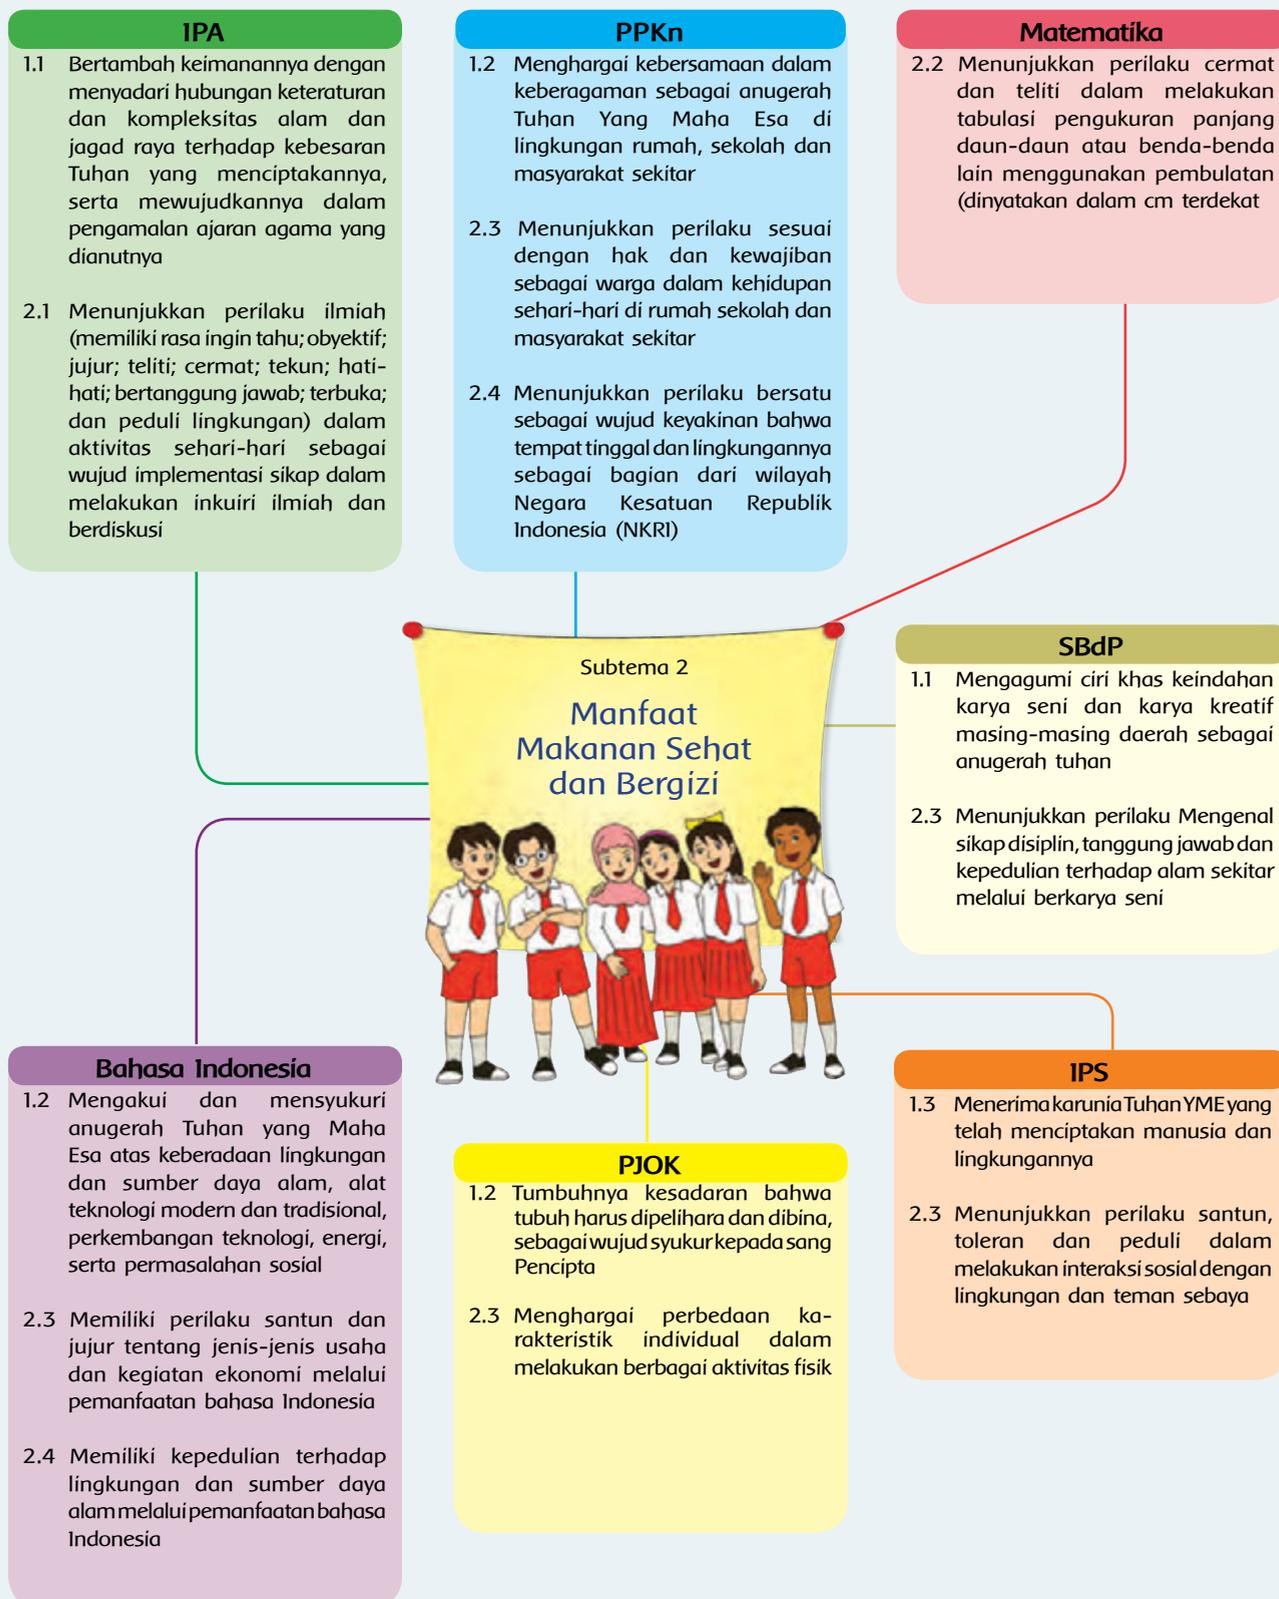 IPA
1.1 Bertambah keimanannya dengan
menyadari hubungan keteraturan
dan kompleksitas alam dan
jagad raya terhadap kebesaran
Tuhan yang menciptakannya,
serta mewujudkannya dalam
pengamalan ajaran agama yang
dianutnya
2.1 Menunjukkan perilaku ilmiah
(memiliki rasa ingin tahu; obyektif;
jujur; teliti; cermat; tekun; hati-
hati; bertanggung jawab; terbuka;
dan peduli lingkungan) dalam
aktivitas sehari-hari sebagai
wujud implementasi sikap dalam
melakukan inkuiri ilmiah dan
berdiskusi
PPKn
1.2 Menghargai kebersamaan dalam
keberagaman sebagai anugerah
Tuhan Yang Maha Esa di
lingkungan rumah, sekolah dan
masyarakat sekitar
2.3 Menunjukkan perilaku sesuai
dengan hak dan kewajiban
sebagai warga dalam kehidupan
sehari-hari di rumah sekolah dan
masyarakat sekitar
2.4 Menunjukkan perilaku bersatu
sebagai wujud keyakinan bahwa
tempat tinggal dan lingkungannya
sebagai bagian dari wilayah
Negara Kesatuan Republik
Indonesia (NKRI)
Matematika
2.2 Menunjukkan perilaku cermat
dan teliti dalam melakukan
tabulasi pengukuran panjang
daun-daun atau benda-benda
lain menggunakan pembulatan
(dinyatakan dalam cm terdekat
Subtema 2
Manfaat
Makanan Sehat
dan Bergizi
SBdP
1.1 Mengagumi ciri khas keindahan
karya seni dan karya kreatif
masing-masing daerah sebagai
anugerah tuhan
2.3 Menunjukkan perilaku Mengenal
sikap disiplin, tanggung jawab dan
kepedulian terhadap alam sekitar
melalui berkarya seni
Bahasa Indonesia
1.2 Mengakui dan mensyukuri
anugerah Tuhan yang Maha
Esa atas keberadaan lingkungan
dan sumber daya alam, alat
teknologi modern dan tradisional,
perkembangan teknologi, energi,
serta permasalahan sosial
2.3 Memiliki perilaku santun dan
jujur tentang jenis-jenis usaha
dan kegiatan ekonomi melalui
pemanfaatan bahasa Indonesia
2.4 Memiliki kepedulian terhadap
lingkungan dan sumber daya
alam melalui pemanfaatan bahasa
Indonesia
PJOK
1.2 Tumbuhnya kesadaran bahwa
tubuh harus dipelihara dan dibina,
sebagai wujud syukur kepada sang
Pencipta
2.3 Menghargai perbedaan ka-
rakteristik individual dalam
melakukan berbagai aktivitas fisik
IPS
1.3 Menerima karunia Tuhan YME yang
telah menciptakan manusia dan
lingkungannya
2.3 Menunjukkan perilaku santun,
toleran dan peduli dalam
melakukan interaksi sosial dengan
lingkungan dan teman sebaya